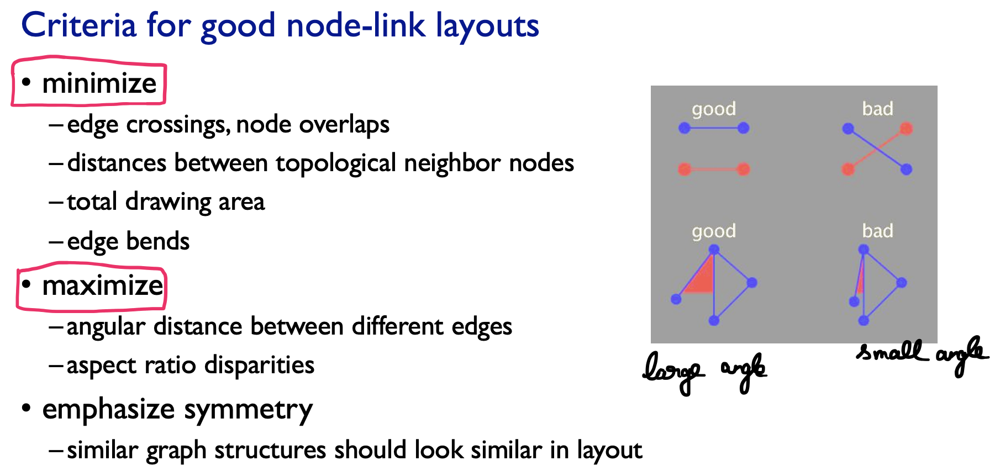 Criteria for good node-link layouts
• minimize
– edge crossings, node overlaps
– distances between topological neighbor nodes
– total drawing area
– edge bends
• maximize
– angular distance between different edges
– aspect ratio disparities
• emphasize symmetry
– similar graph structures should look similar in layout
good bad
good bad
large angle small angle